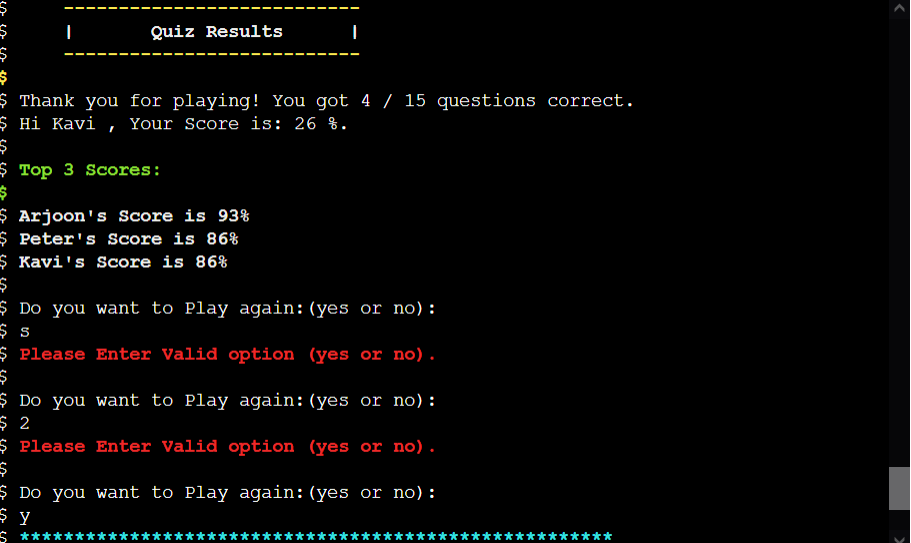 $ ---------------------------
$ | Quiz Results |
$ ---------------------------
$
$ Thank you for playing! You got 4 / 15 questions correct.
$ Hi Kavi , Your Score is: 26 %.
$
$ Top 3 Scores:
$
$ Arjoon's Score is 93%
$ Peter's Score is 86%
$ Kavi's Score is 86%
$
$ Do you want to Play again:(yes or no):
$ s
$ Please Enter Valid option (yes or no).
$
$ Do you want to Play again:(yes or no):
$ 2
$ Please Enter Valid option (yes or no).
$
$ Do you want to Play again:(yes or no):
$ y
$ ******************************************************